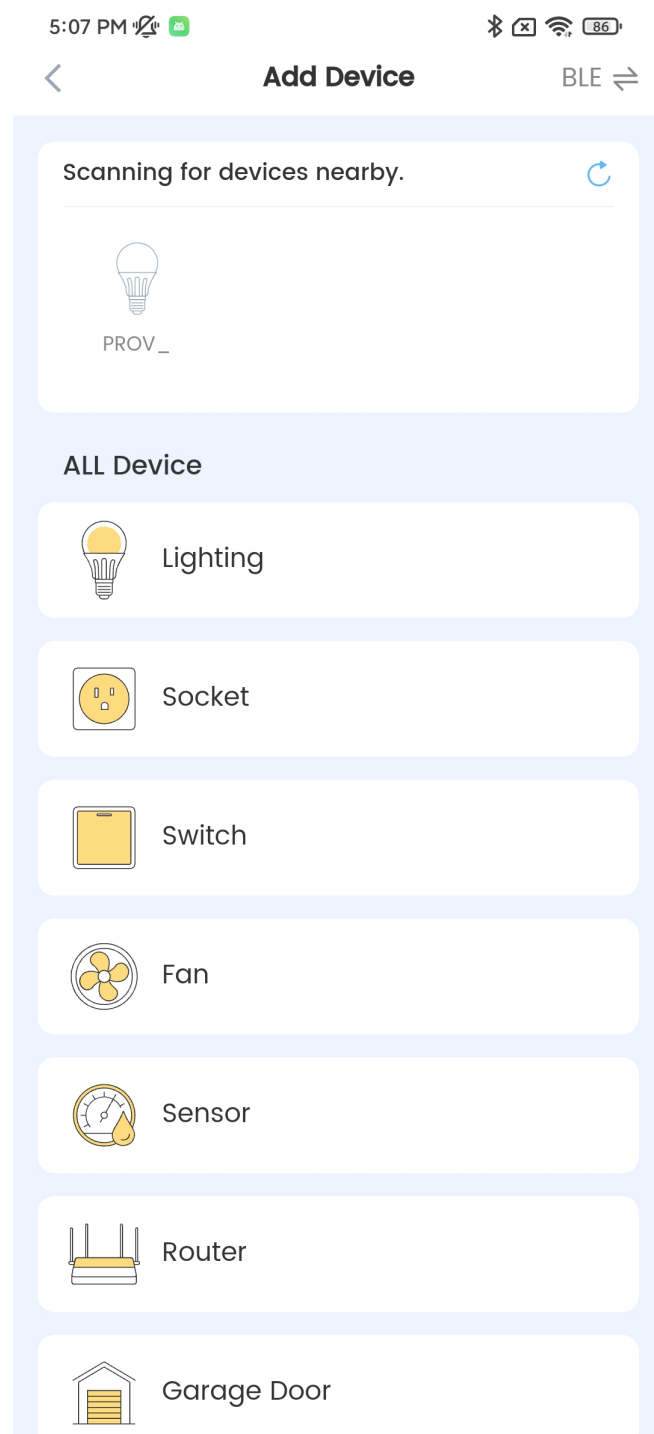 5:07 PM 86
Add Device BLE
Scanning for devices nearby.
PROV_
ALL Device
Lighting
Socket
Switch
Fan
Sensor
Router
Garage Door